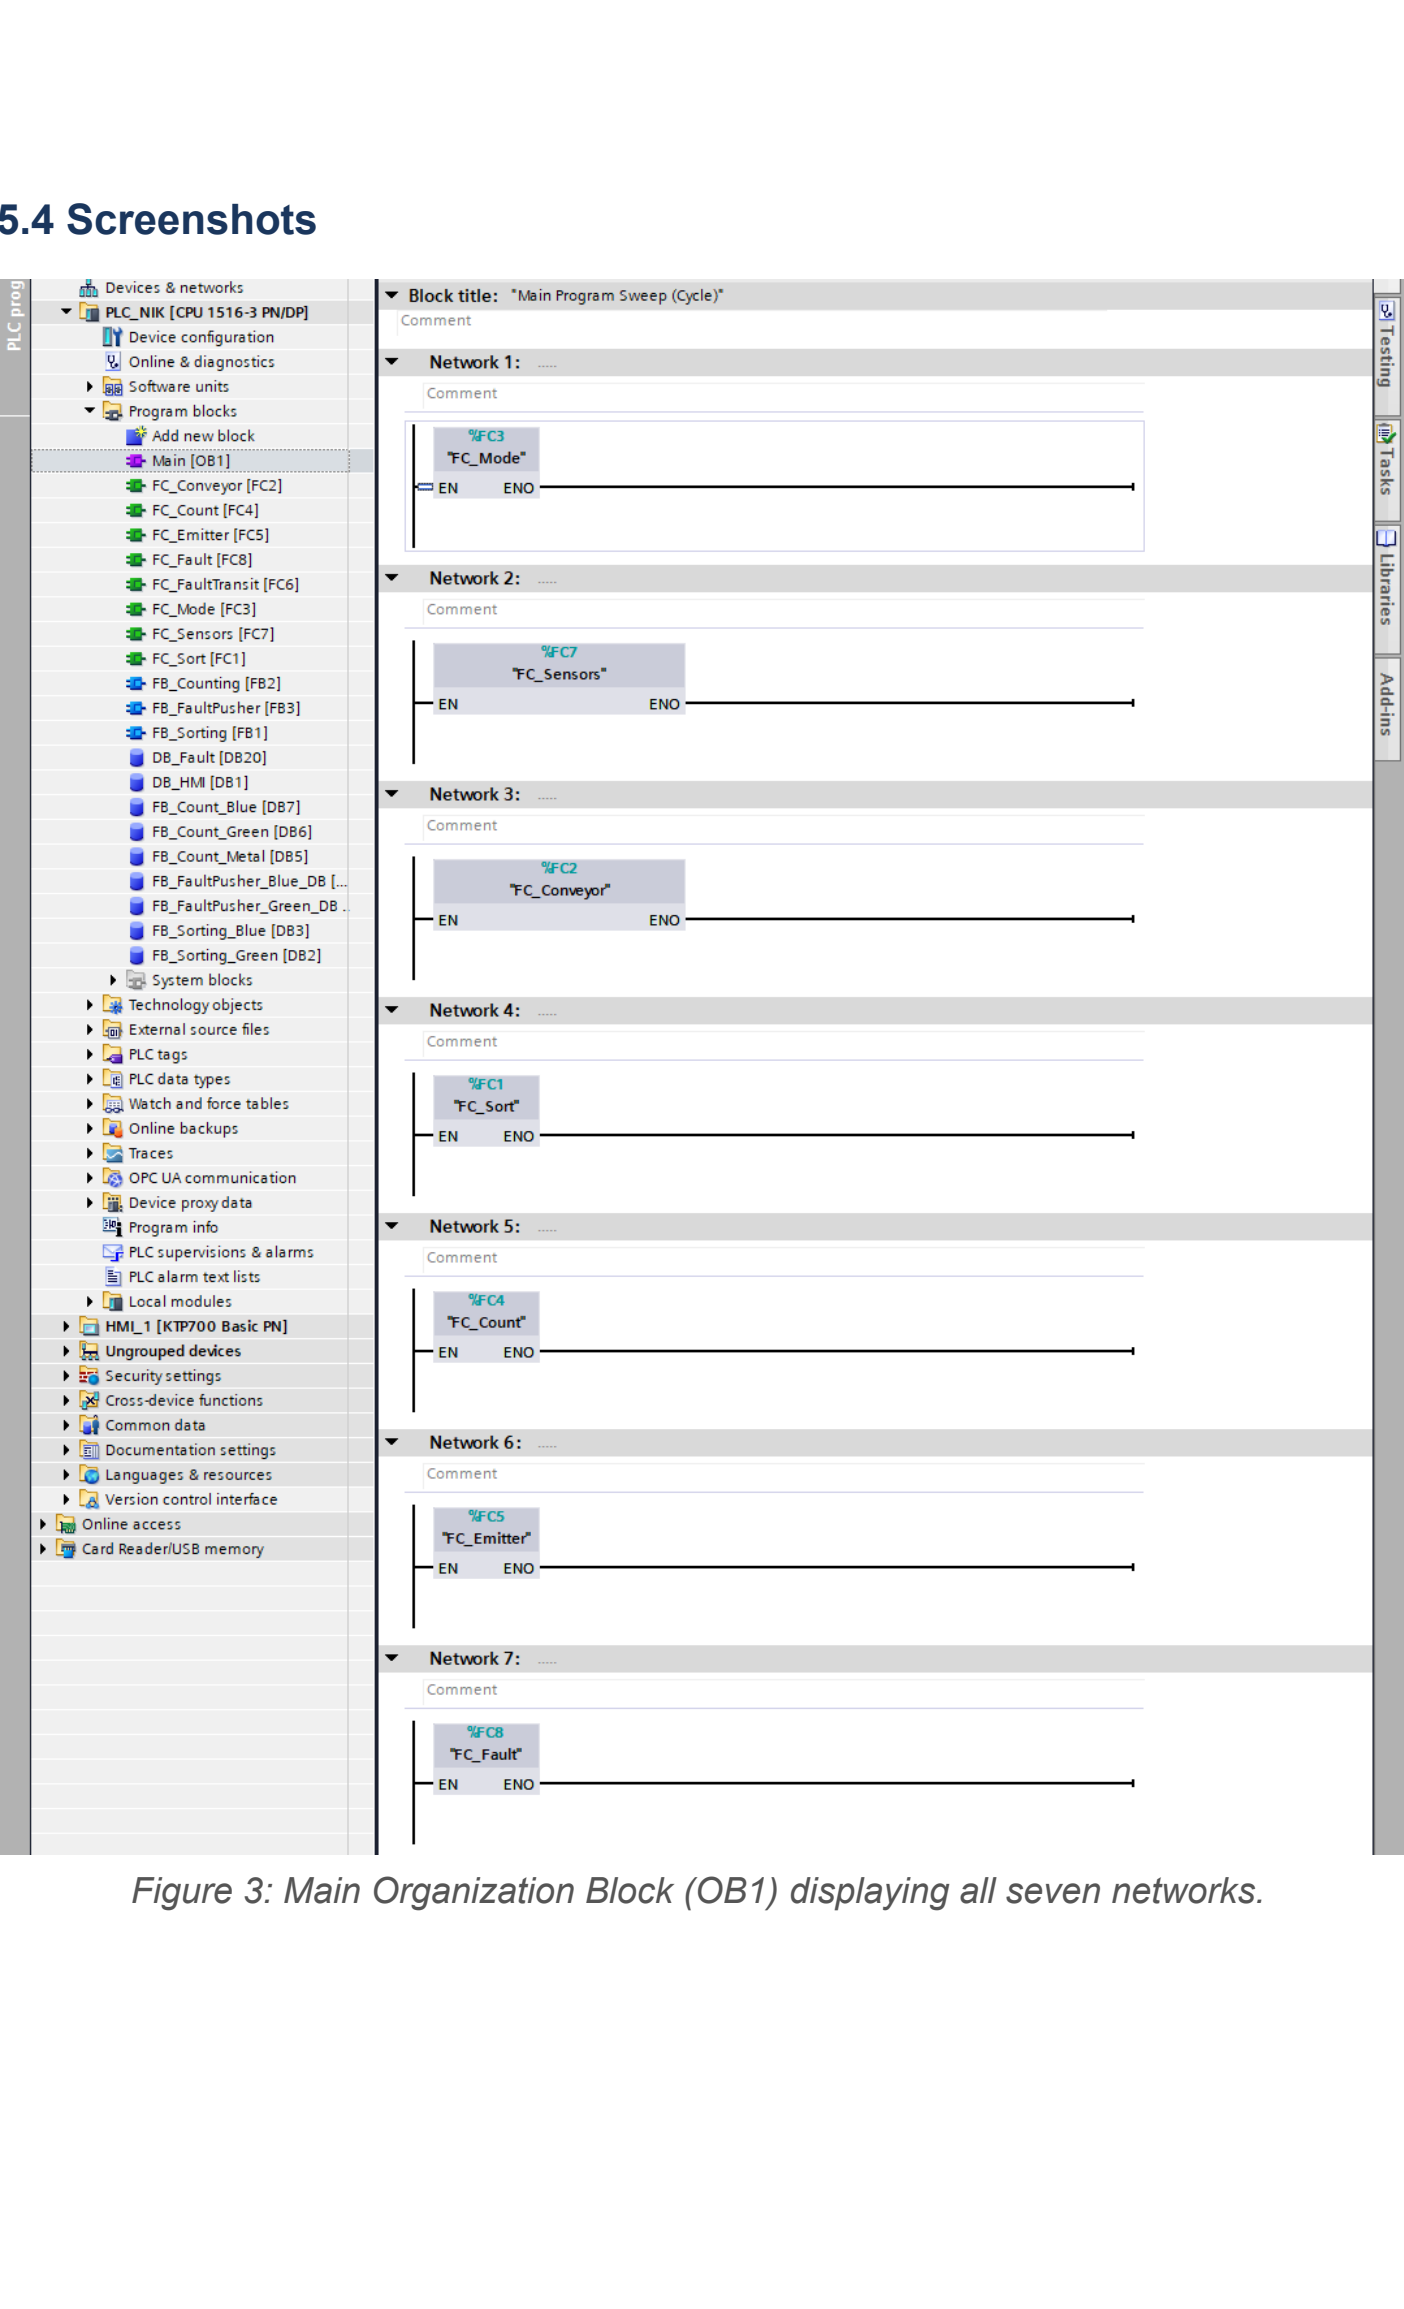 5.4 Screenshots
PLC prog
Devices & networks
PLC_NIK [CPU 1516-3 PN/DP]
Device configuration
Online & diagnostics
Software units
Program blocks
Add new block
Main [OB1]
FC_Conveyor [FC2]
FC_Count [FC4]
FC_Emitter [FC5]
FC_Fault [FC8]
FC_FaultTransit [FC6]
FC_Mode [FC3]
FC_Sensors [FC7]
FC_Sort [FC1]
FB_Counting [FB2]
FB_FaultPusher [FB3]
FB_Sorting [FB1]
DB_Fault [DB20]
DB_HMI [DB1]
FB_Count_Blue [DB7]
FB_Count_Green [DB6]
FB_Count_Metal [DB5]
FB_FaultPusher_Blue_DB [...
FB_FaultPusher_Green_DB ..
FB_Sorting_Blue [DB3]
FB_Sorting_Green [DB2]
System blocks
Technology objects
External source files
PLC tags
PLC data types
Watch and force tables
Online backups
Traces
OPC UA communication
Device proxy data
Program info
PLC supervisions & alarms
PLC alarm text lists
Local modules
HMI_1 [KTP700 Basic PN]
Ungrouped devices
Security settings
Cross-device functions
Common data
Documentation settings
Languages & resources
Version control interface
Online access
Card Reader/USB memory
Block title: "Main Program Sweep (Cycle)"
Comment
Network 1: .....
Comment
%FC3
"FC_Mode"
EN ENO
Network 2: .....
Comment
%FC7
"FC_Sensors"
EN ENO
Network 3: .....
Comment
%FC2
"FC_Conveyor"
EN ENO
Network 4: .....
Comment
%FC1
"FC_Sort"
EN ENO
Network 5: .....
Comment
%FC4
"FC_Count"
EN ENO
Network 6: .....
Comment
%FC5
"FC_Emitter"
EN ENO
Network 7: .....
Comment
%FC8
"FC_Fault"
EN ENO
Testing
Tasks
Libraries
Add-ins
Figure 3: Main Organization Block (OB1) displaying all seven networks.